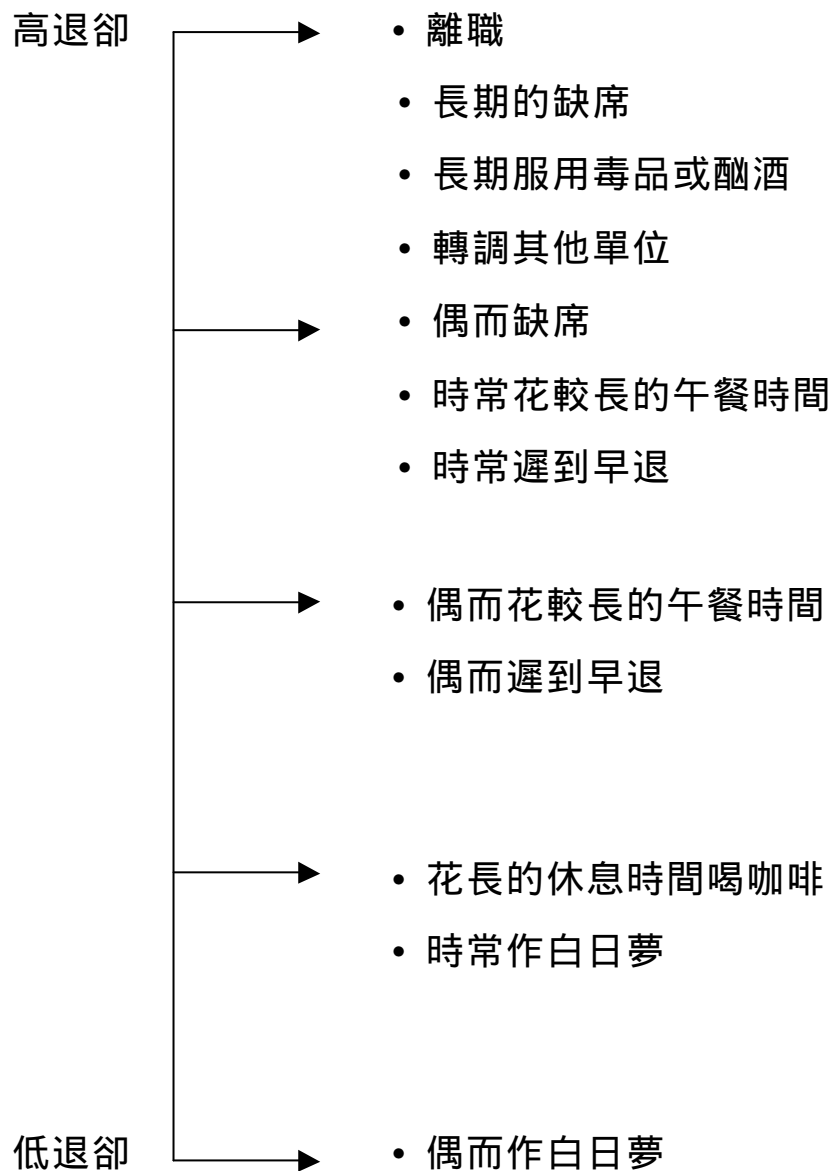 高退卻 • 離職
• 長期的缺席
• 長期服用毒品或酗酒
• 轉調其他單位
• 偶而缺席
• 時常花較長的午餐時間
• 時常遲到早退
• 偶而花較長的午餐時間
• 偶而遲到早退
• 花長的休息時間喝咖啡
• 時常作白日夢
低退卻 • 偶而作白日夢